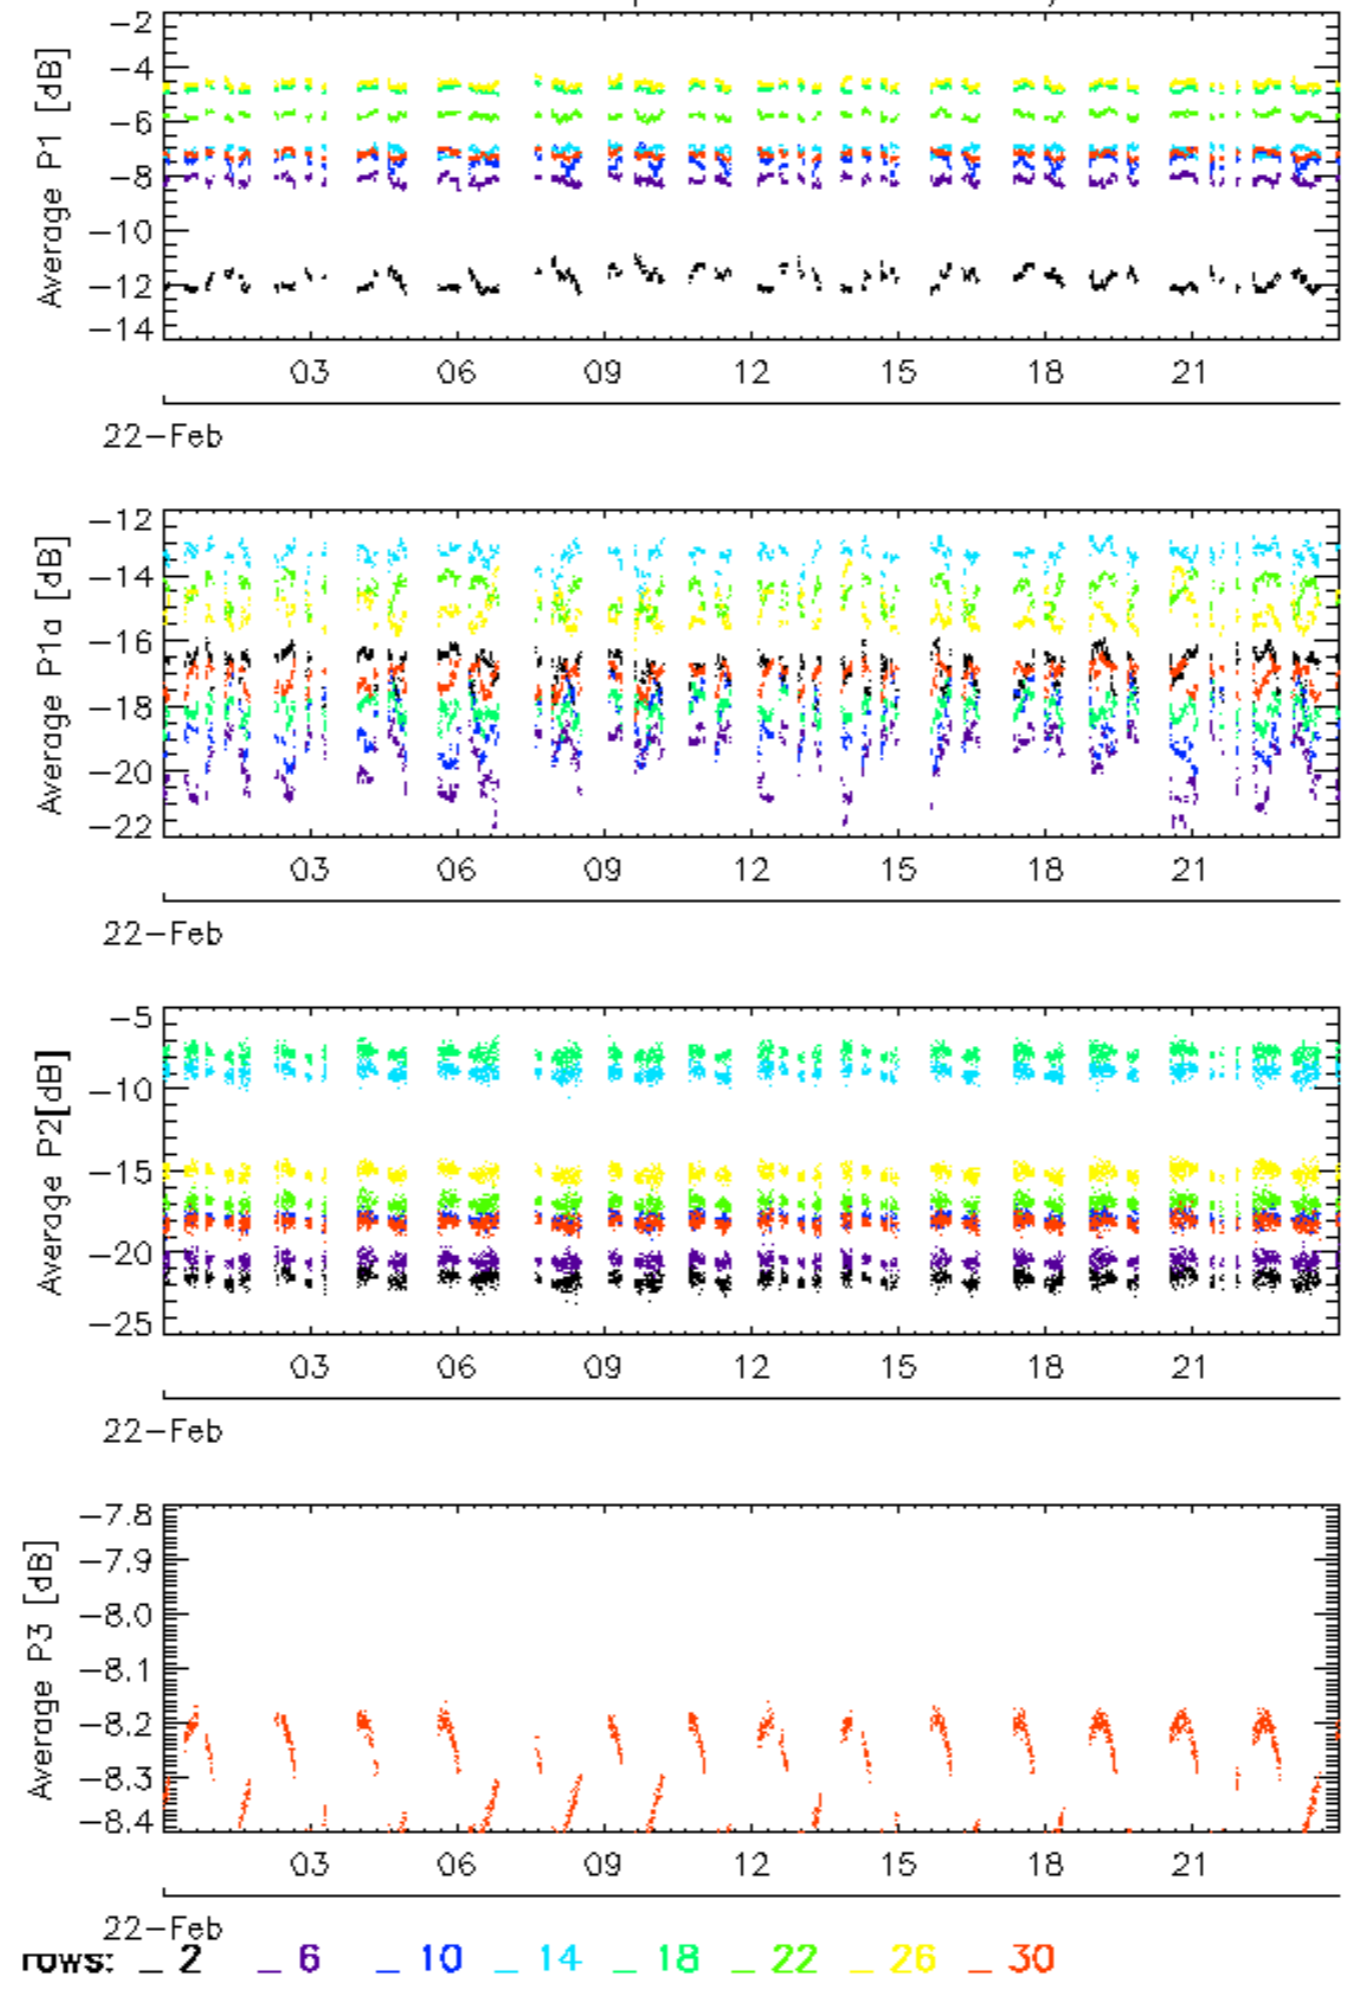 Average P1 [dB]
−2
−4
−6
−8
−10
−12
−14
03 06 09 12 15 18 21
22−Feb
Average P1a [dB]
−12
−14
−16
−18
−20
−22
03 06 09 12 15 18 21
22−Feb
Average P2[dB]
−5
−10
−15
−20
−25
03 06 09 12 15 18 21
22−Feb
Average P3 [dB]
−7.8
−7.9
−8.0
−8.1
−8.2
−8.3
−8.4
03 06 09 12 15 18 21
22−Feb
rows: _ 2 _ 6 _ 10 _ 14 _ 18 _ 22 _ 26 _ 30